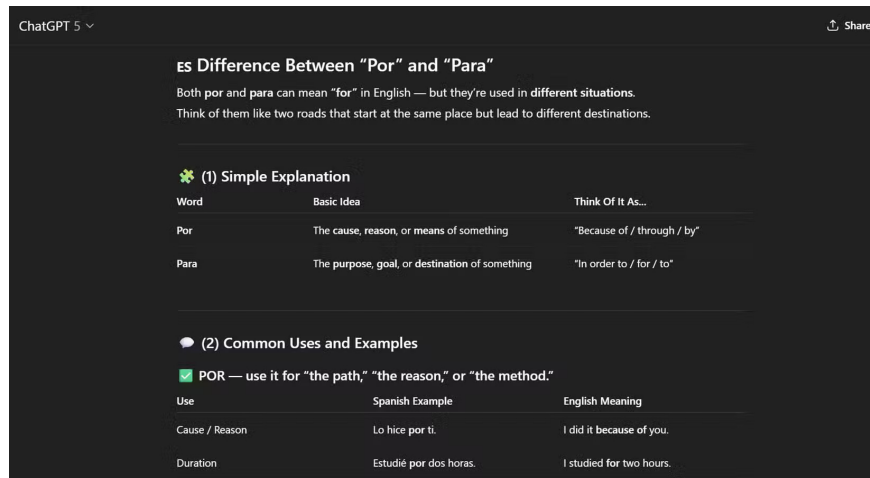 ChatGPT 5
Share
ES Difference Between “Por” and “Para”
Both por and para can mean “for” in English — but they’re used in different situations.
Think of them like two roads that start at the same place but lead to different destinations.
(1) Simple Explanation
Word Basic Idea Think Of It As...
Por The cause, reason, or means of something “Because of / through / by”
Para The purpose, goal, or destination of something “In order to / for / to”
(2) Common Uses and Examples
POR — use it for “the path,” “the reason,” or “the method.”
Use Spanish Example English Meaning
Cause / Reason Lo hice por ti. I did it because of you.
Duration Estudié por dos horas. I studied for two hours.